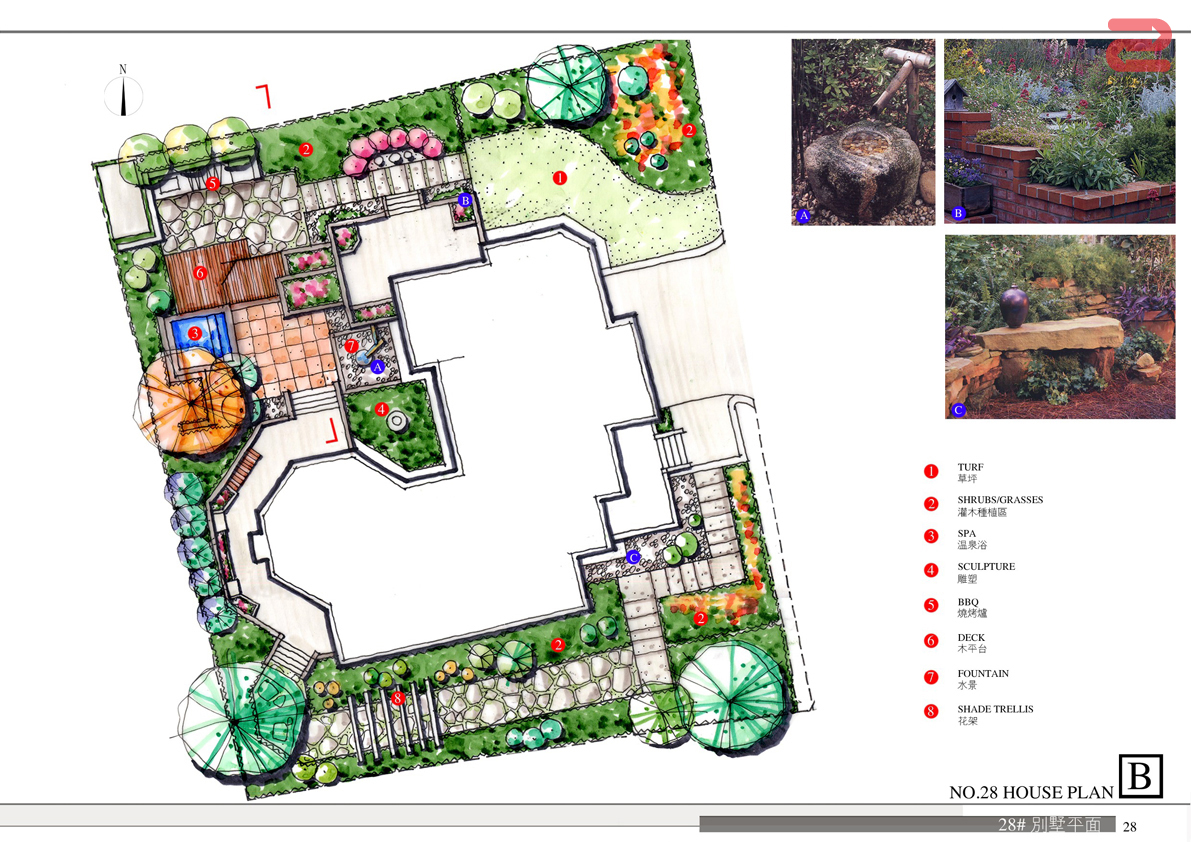 N
2
2
1
5
B
6
3
7
A
4
C
2
2
8
A
B
C
1 TURF
草坪
2 SHRUBS/GRASSES
灌木種植區
3 SPA
温泉浴
4 SCULPTURE
雕塑
5 BBQ
燒烤爐
6 DECK
木平台
7 FOUNTAIN
水景
8 SHADE TRELLIS
花架
NO.28 HOUSE PLAN B
28# 別墅平面 28